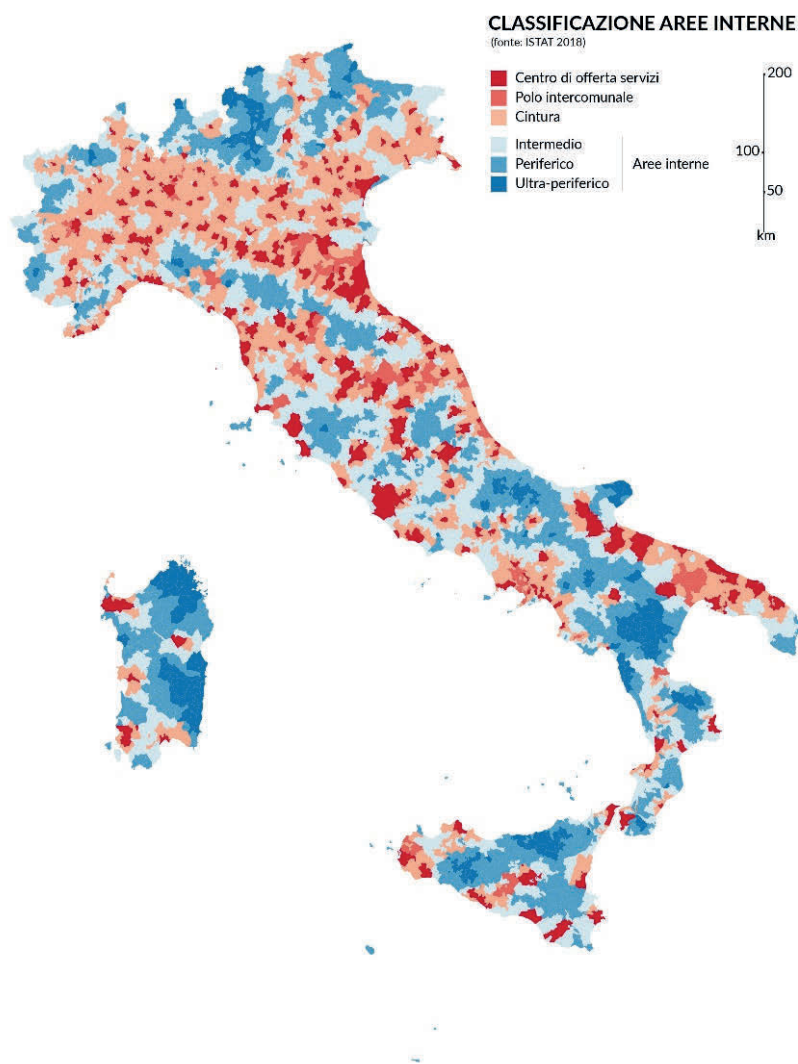 CLASSIFICAZIONE AREE INTERNE
(fonte: ISTAT 2018)
Centro di offerta servizi
Polo intercomunale
Cintura
Intermedio
Periferico
Ultra-periferico
Aree interne
200
100
50
km